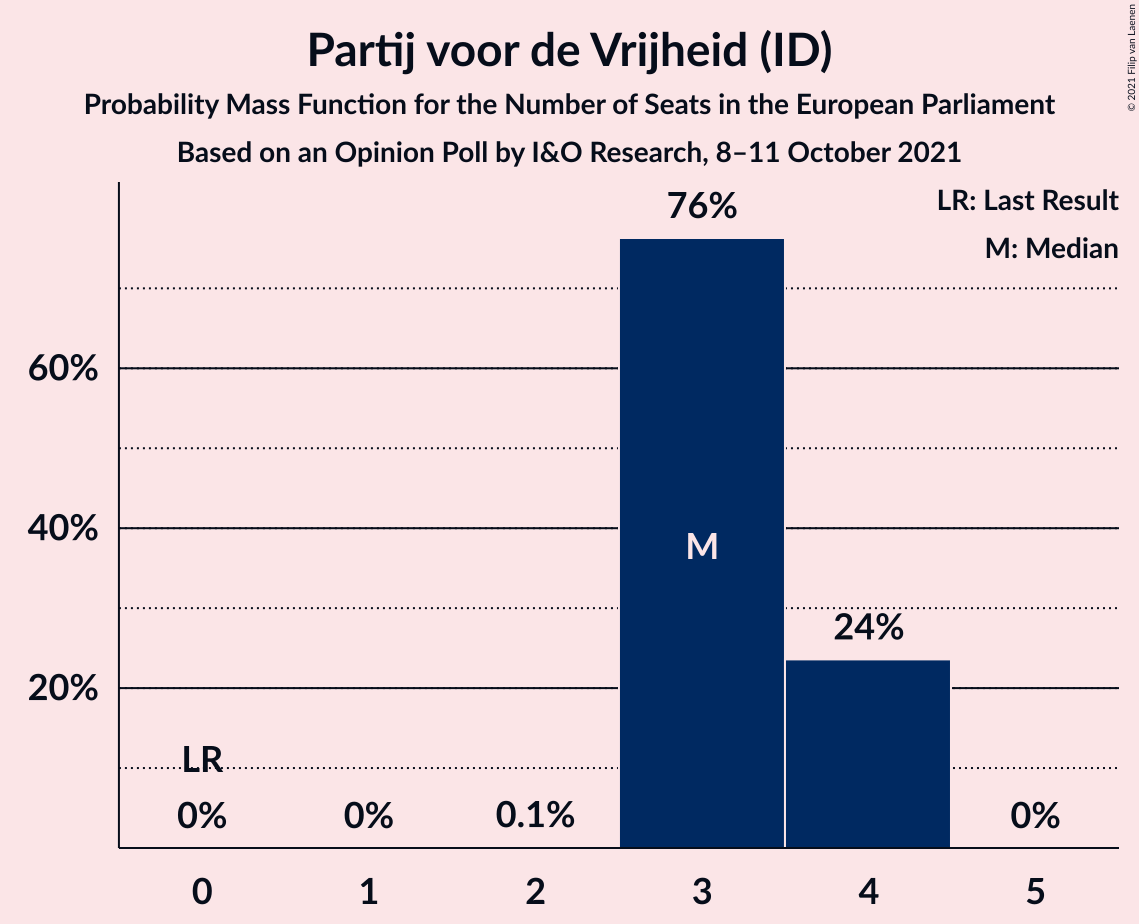 Partij voor de Vrijheid (ID)
Probability Mass Function for the Number of Seats in the European Parliament
Based on an Opinion Poll by I&O Research, 8–11 October 2021
© 2021 Filip van Laenen
LR: Last Result
M: Median
76%
60%
40%
M
24%
20%
LR
0% 0% 0.1% 0%
0 1 2 3 4 5